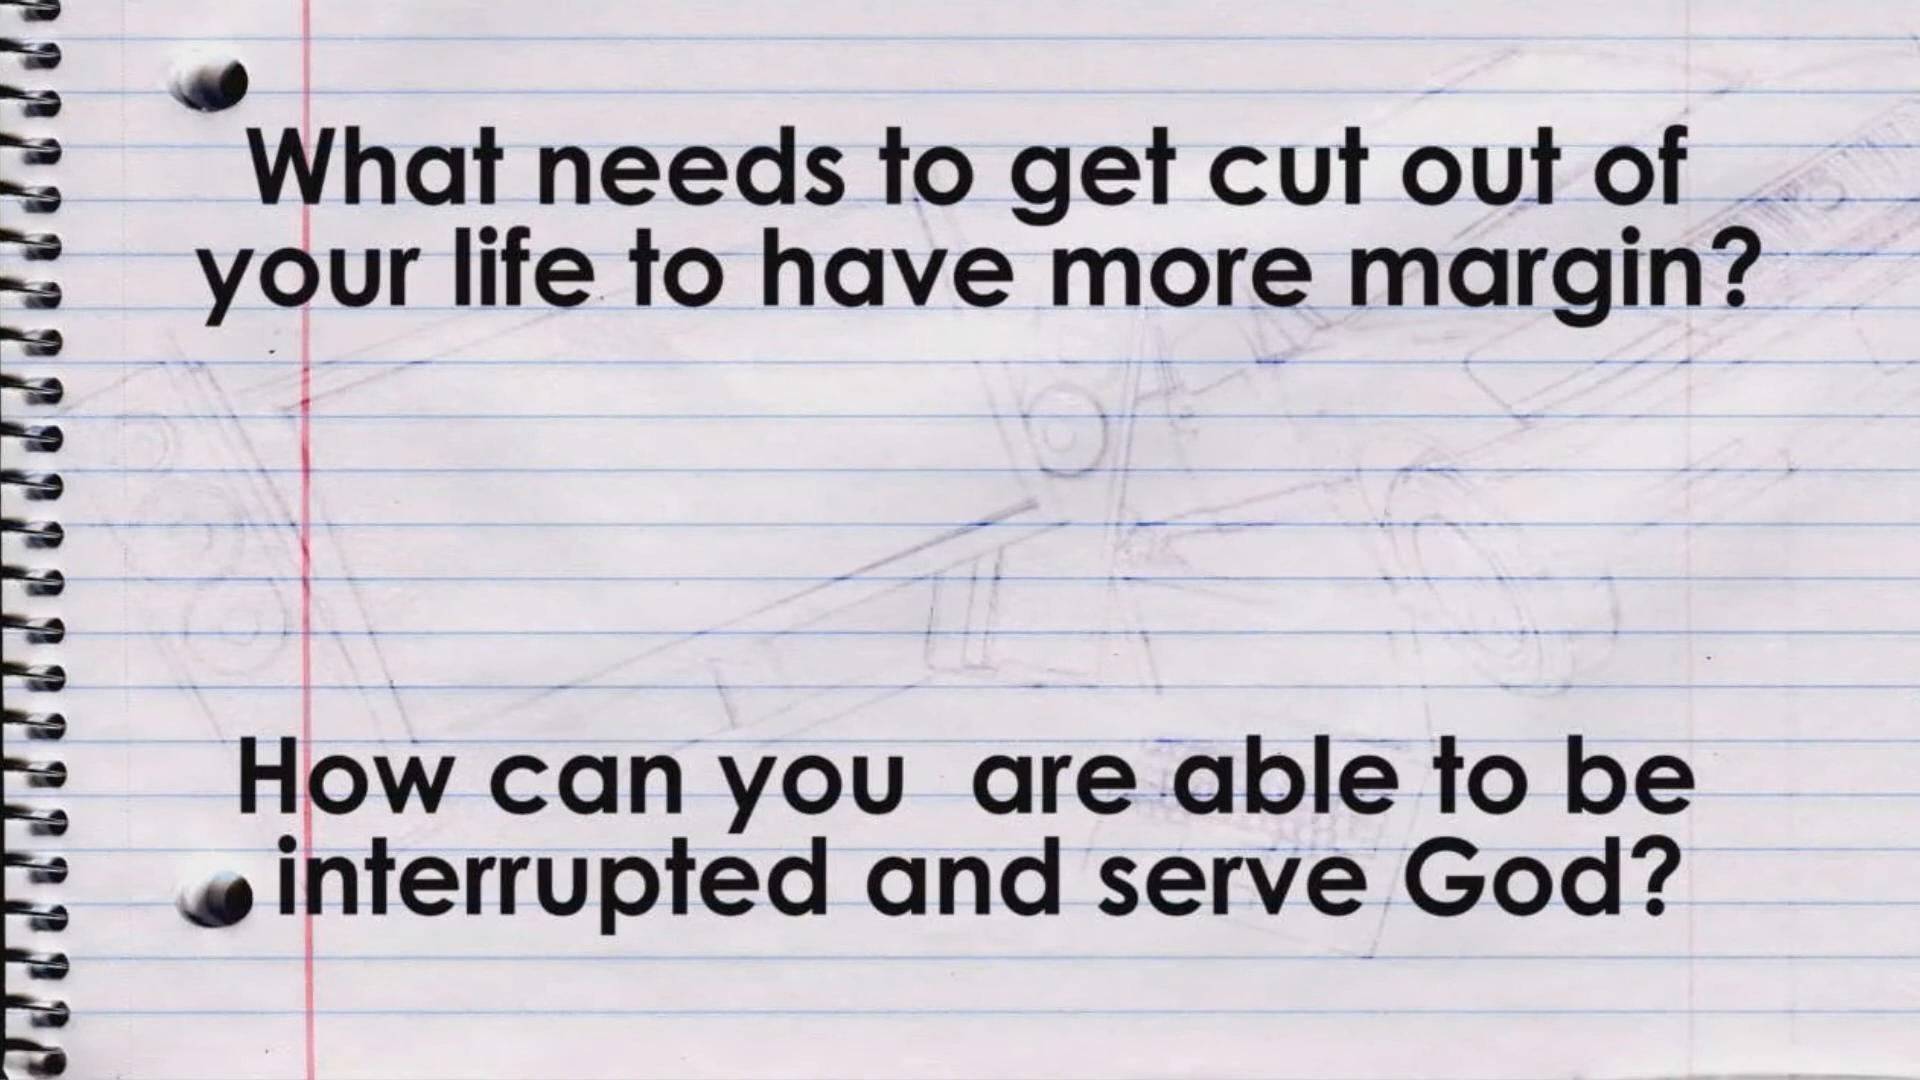 What needs to get cut out of
your life to have more margin?
How can you  are able to be
interrupted and serve God?